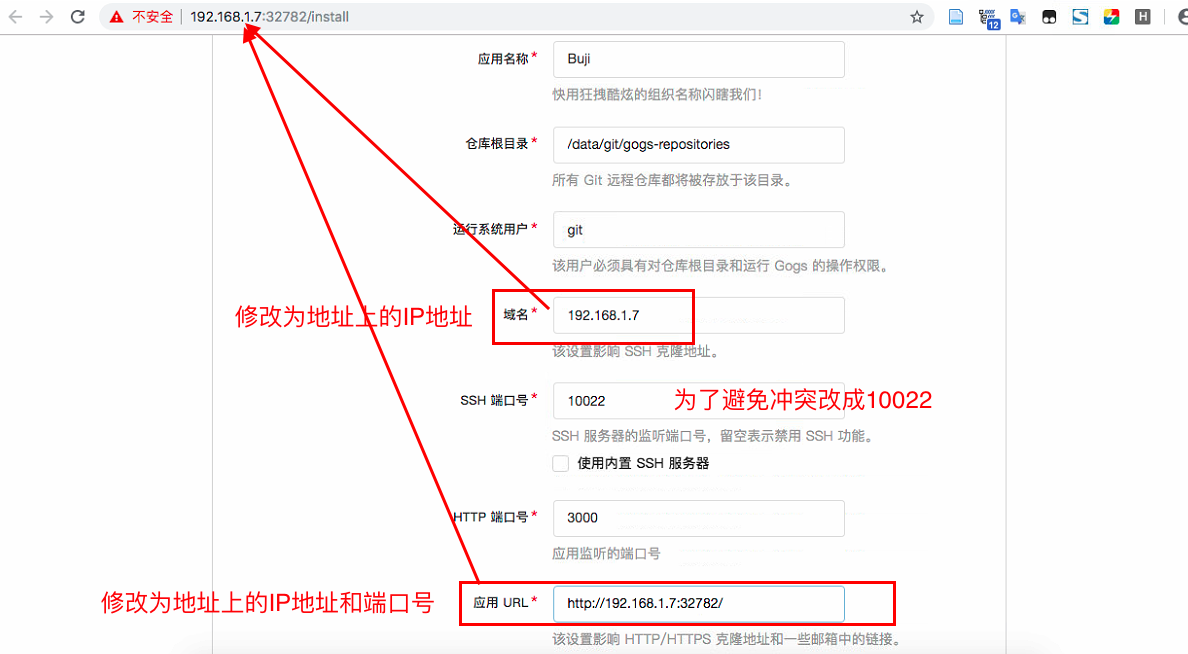 不安全 192.168.1.7:32782/install
12
H
应用名称* Buji
快用狂拽酷炫的组织名称闪瞎我们!
仓库根目录* /data/git/gogs-repositories
所有 Git 远程仓库都将被存放于该目录。
运行系统用户* git
该用户必须具有对仓库根目录和运行 Gogs 的操作权限。
修改为地址上的IP地址
域名* 192.168.1.7
该设置影响 SSH 克隆地址。
SSH 端口号* 10022
为了避免冲突改成10022
SSH 服务器的监听端口号，留空表示禁用 SSH 功能。
使用内置 SSH 服务器
HTTP 端口号* 3000
应用监听的端口号
修改为地址上的IP地址和端口号
应用 URL* http://192.168.1.7:32782/
该设置影响 HTTP/HTTPS 克隆地址和一些邮箱中的链接。